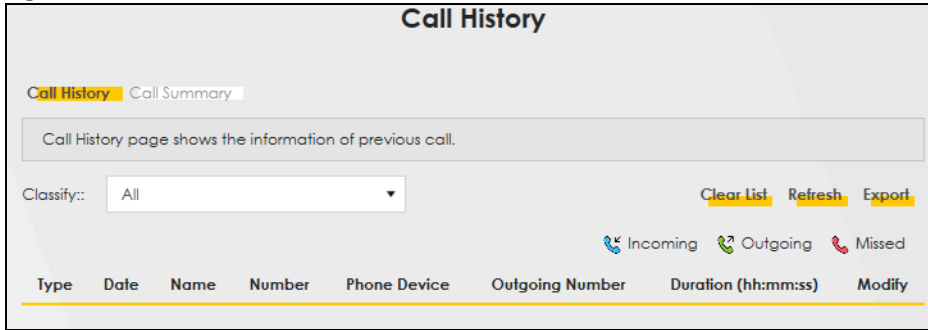 Call History
Call History Call Summary
Call History page shows the information of previous call.
Classify:: All Clear List Refresh Export
Incoming Outgoing Missed
Type Date Name Number Phone Device Outgoing Number Duration (hh:mm:ss) Modify